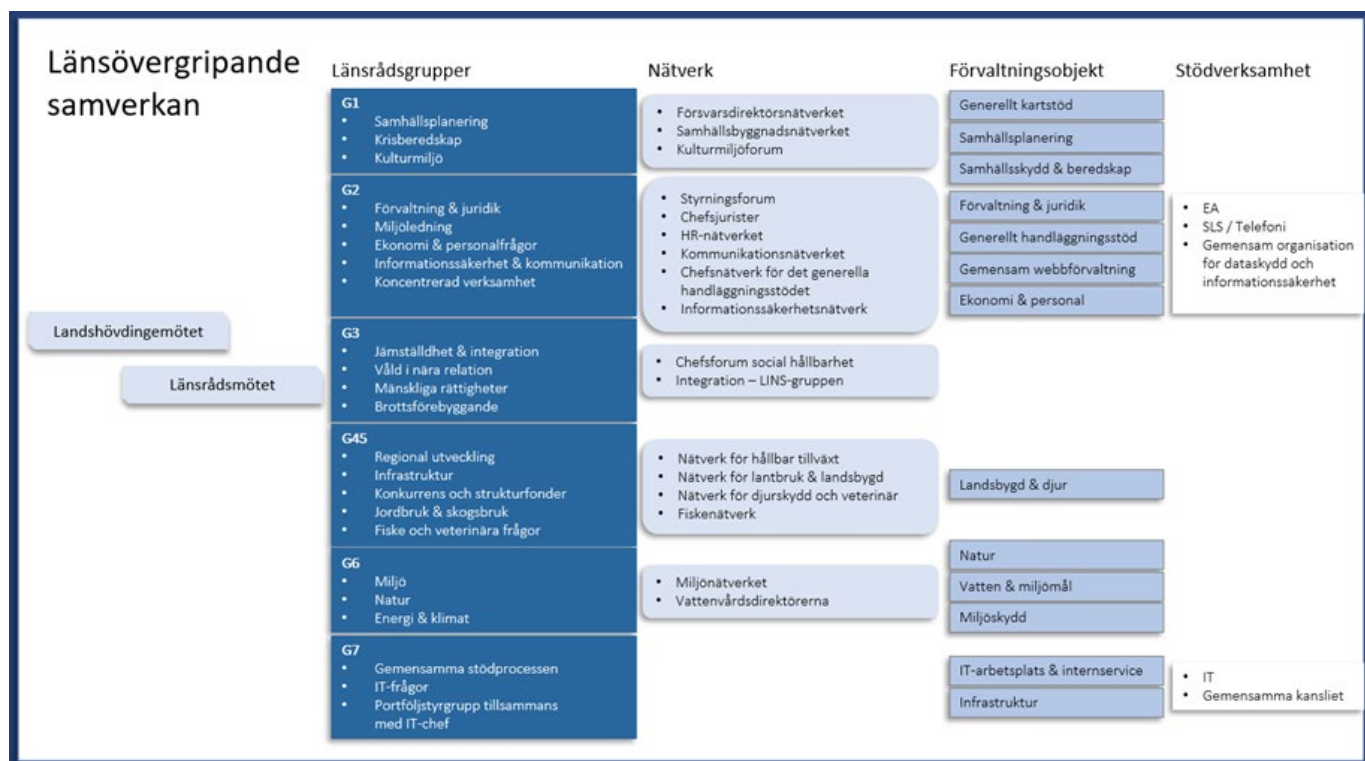 Länsövergripande
samverkan
Länsrådsgrupper
Nätverk
Förvaltningsobjekt
Stödverksamhet
Landshövdingemötet
Länsrådsmötet
G1
• Samhällsplanering
• Krisberedskap
• Kulturmiljö
• Försvarsdirektörsnätverket
• Samhällsbyggnadsnätverket
• Kulturmiljöforum
Generellt kartstöd
Samhällsplanering
Samhällsskydd & beredskap
G2
• Förvaltning & juridik
• Miljöledning
• Ekonomi & personalfrågor
• Informationssäkerhet & kommunikation
• Koncentrerad verksamhet
• Styrningsforum
• Chefsjurister
• HR-nätverket
• Kommunikationsnätverket
• Chefsnätverk för det generella
handläggningsstödet
• Informationssäkerhetsnätverk
Förvaltning & juridik
Generellt handläggningsstöd
Gemensam webbförvaltning
Ekonomi & personal
• EA
• SLS / Telefoni
• Gemensam organisation
för dataskydd och
informationssäkerhet
G3
• Jämställdhet & integration
• Våld i nära relation
• Mänskliga rättigheter
• Brottsförebyggande
• Chefsforum social hållbarhet
• Integration – LINS-gruppen
G45
• Regional utveckling
• Infrastruktur
• Konkurrens och strukturfonder
• Jordbruk & skogsbruk
• Fiske och veterinära frågor
• Nätverk för hållbar tillväxt
• Nätverk för lantbruk & landsbygd
• Nätverk för djurskydd och veterinär
• Fiskenätverk
Landsbygd & djur
G6
• Miljö
• Natur
• Energi & klimat
• Miljönätverket
• Vattenvårdsdirektörerna
Natur
Vatten & miljömål
Miljöskydd
G7
• Gemensamma stödprocessen
• IT-frågor
• Portföljstyrgrupp tillsammans
med IT-chef
IT-arbetsplats & internservice
Infrastruktur
• IT
• Gemensamma kansliet